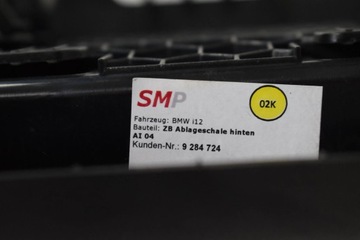 SMP
02K
Fahrzeug: BMW i12
Bauteil: ZB Ablageschale hinten
AI 04
Kunden-Nr.: 9 284 724